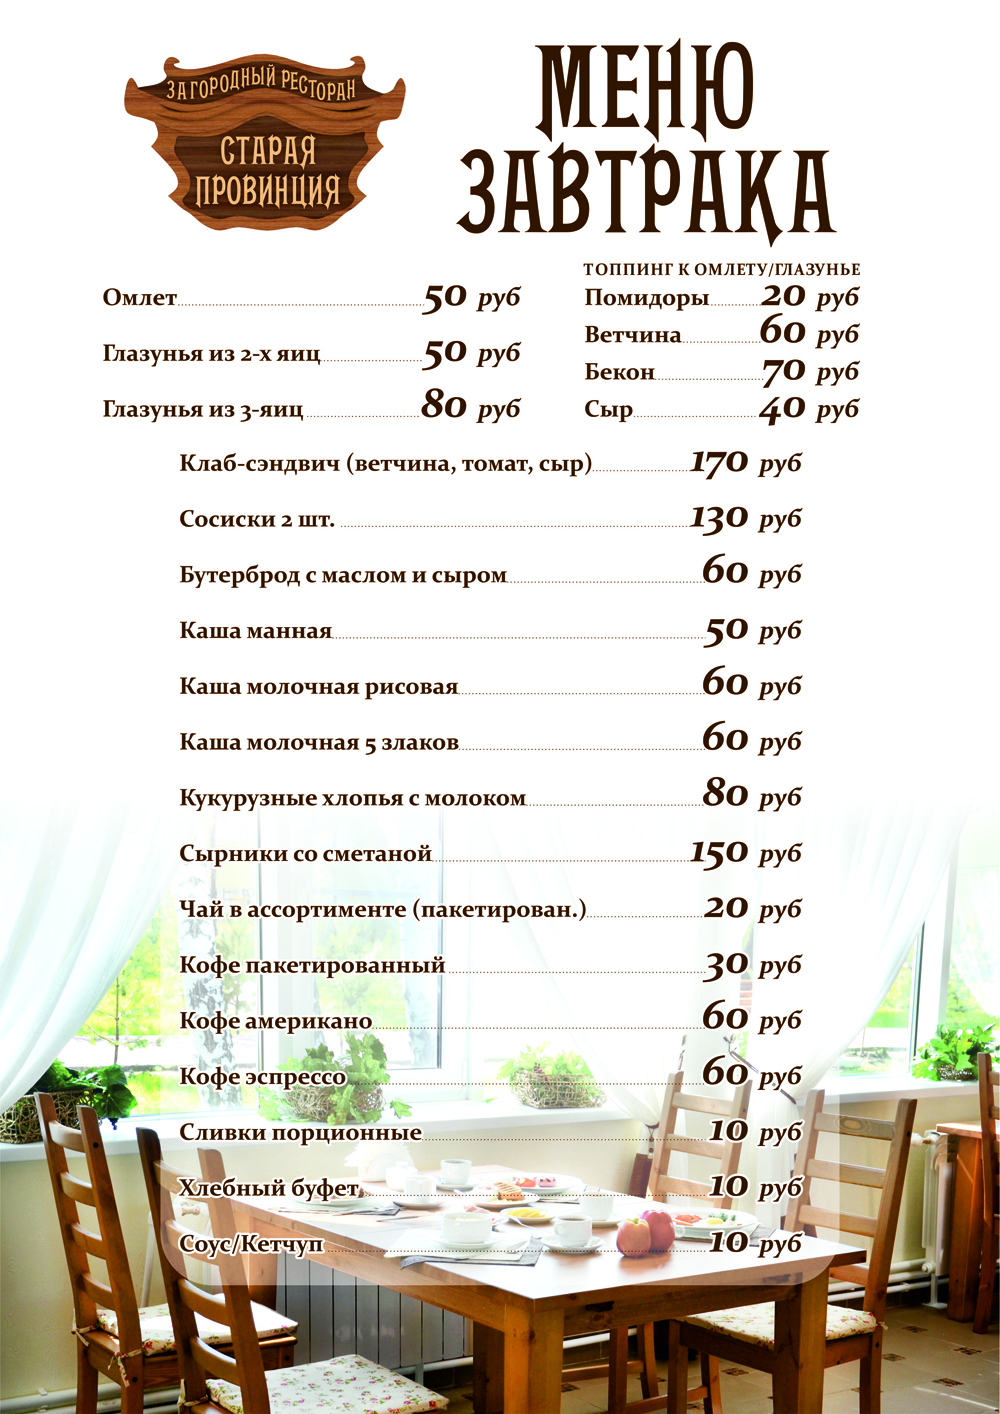 ЗАГОРОДНЫЙ РЕСТОРАН
СТАРАЯ
ПРОВИНЦИЯ
МЕНЮ
ЗАВТРАКА
Омлет 50 руб
Глазунья из 2-х яиц 50 руб
Глазунья из 3-яиц 80 руб
ТОППИНГ К ОМЛЕТУ/ГЛАЗУНЬЕ
Помидоры 20 руб
Ветчина 60 руб
Бекон 70 руб
Сыр 40 руб
Клаб-сэндвич (ветчина, томат, сыр) 170 руб
Сосиски 2 шт. 130 руб
Бутерброд с маслом и сыром 60 руб
Каша манная 50 руб
Каша молочная рисовая 60 руб
Каша молочная 5 злаков 60 руб
Кукурузные хлопья с молоком 80 руб
Сырники со сметаной 150 руб
Чай в ассортименте (пакетирован.) 20 руб
Кофе пакетированный 30 руб
Кофе американо 60 руб
Кофе эспрессо 60 руб
Сливки порционные 10 руб
Хлебный буфет 10 руб
Соус/Кетчуп 10 руб